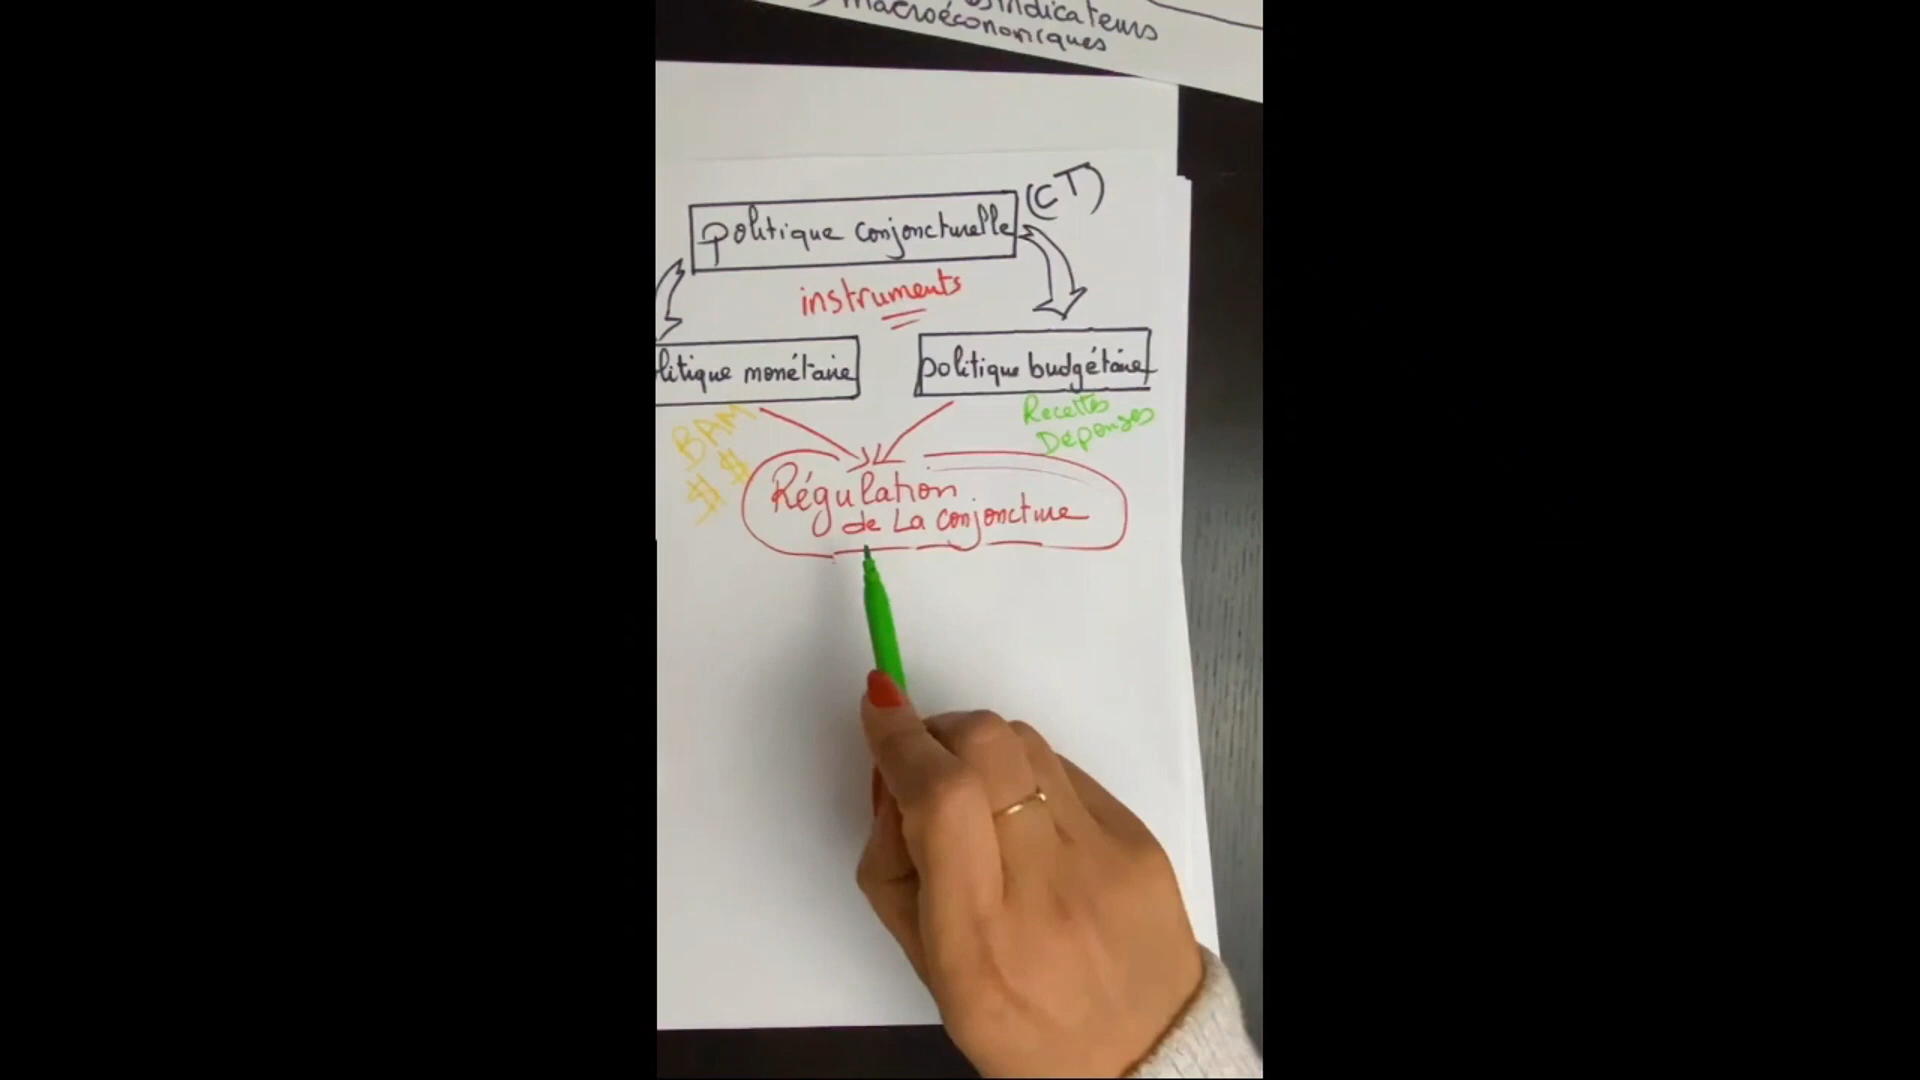 indicateurs
macroéconomiques
politique conjoncturelle (CT)
instruments
litique monétaire
politique budgétaire
BAM
$ $
Recettes
Dépenses
Régulation
de La conjoncture